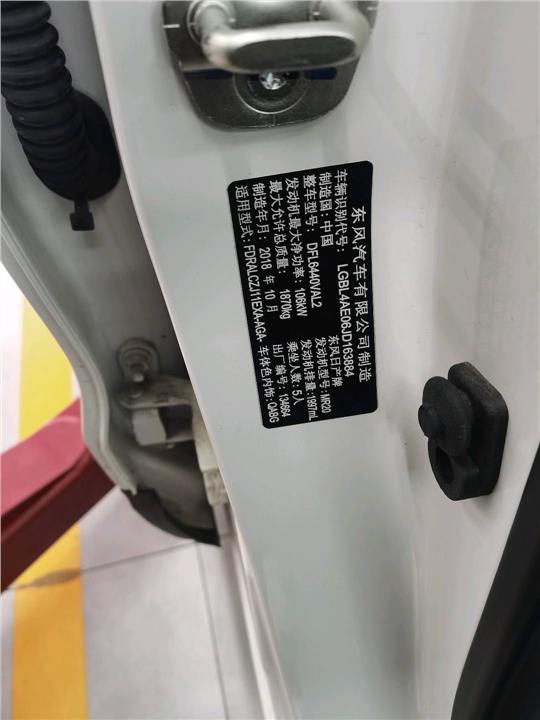 东风汽车有限公司制造
车辆识别代号: LGBL4AE06JD163884
制造国: 中国 东风日产牌
整车型号: DFL6440VAL2 发动机型号: MR20
发动机最大净功率: 106kW 发动机排量: 1997mL
最大允许总质量: 1870kg 乘坐人数: 5人
制造年月: 2018 年 10 月 出厂编号: 134664
适用型式: FDRALCZJ11EXA-AGA- 车体色内饰: QABG